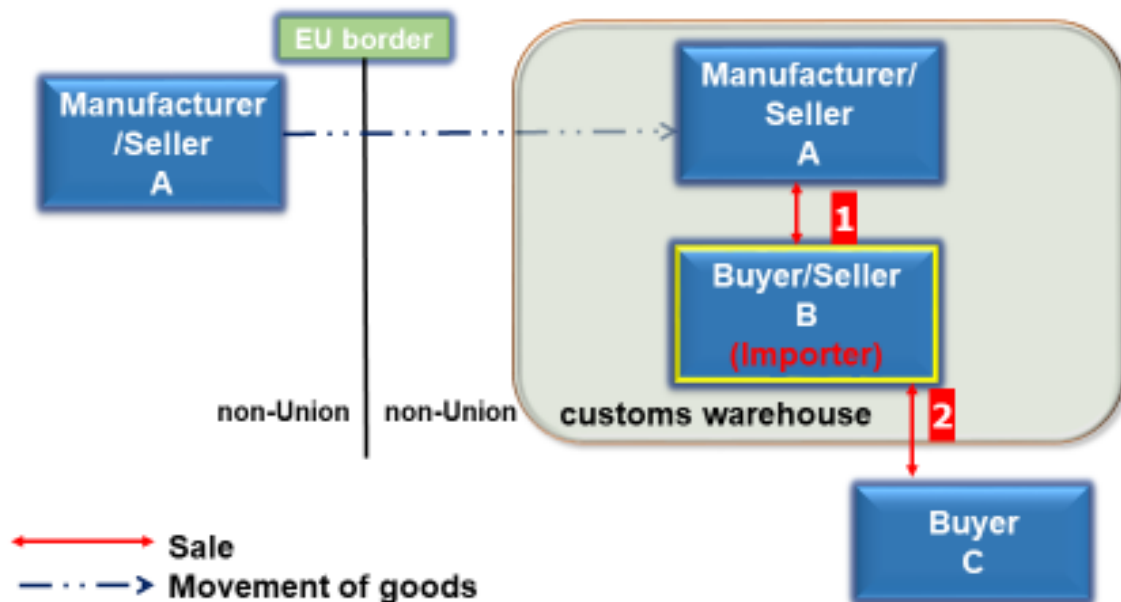 EU border
Manufacturer
/Seller
A
Manufacturer/
Seller
A
1
Buyer/Seller
B
(Importer)
non-Union
non-Union
customs warehouse
2
Buyer
C
Sale
Movement of goods